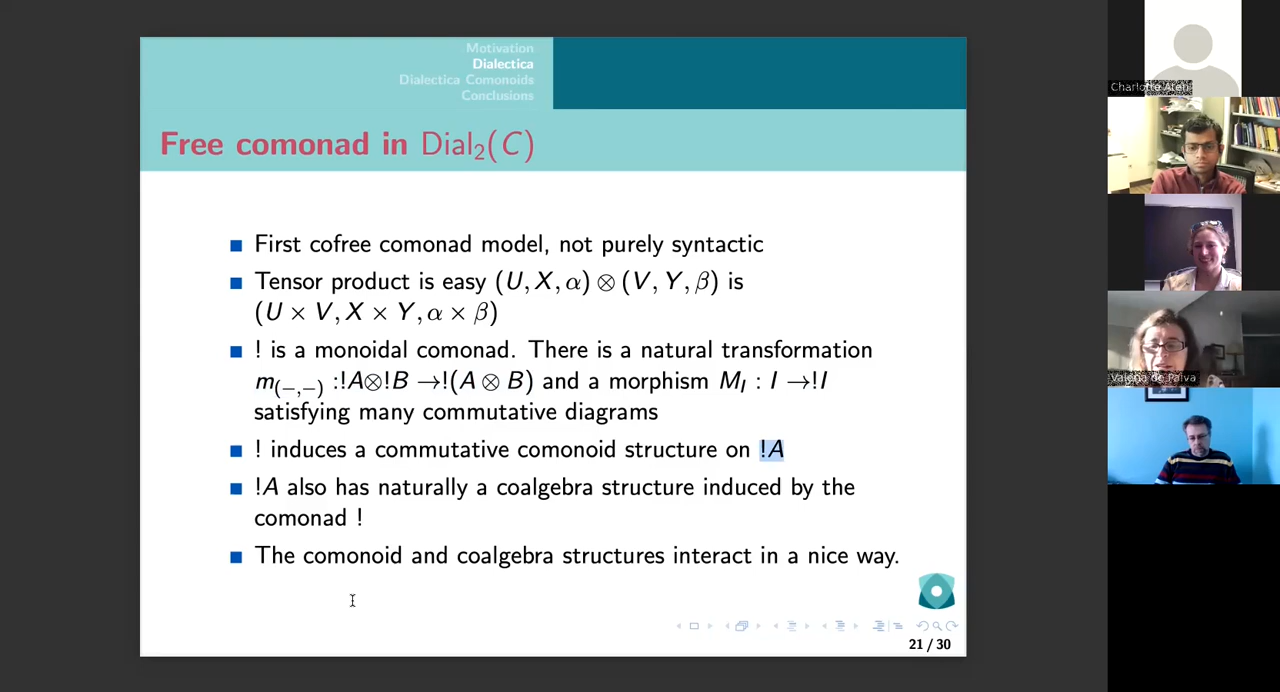 Motivation
Dialectica
Dialectica Comonoids
Conclusions
Free comonad in Dial₂(C)
First cofree comonad model, not purely syntactic
Tensor product is easy (U, X, α) ⊗ (V, Y, β) is
(U × V, X × Y, α × β)
! is a monoidal comonad. There is a natural transformation
m₍₋,₋₎ :!A⊗!B →!(A ⊗ B) and a morphism M_I : I →!I
satisfying many commutative diagrams
! induces a commutative comonoid structure on !A
!A also has naturally a coalgebra structure induced by the
comonad !
The comonoid and coalgebra structures interact in a nice way.
21 / 30
Charlotte Aten
Valeria de Paiva